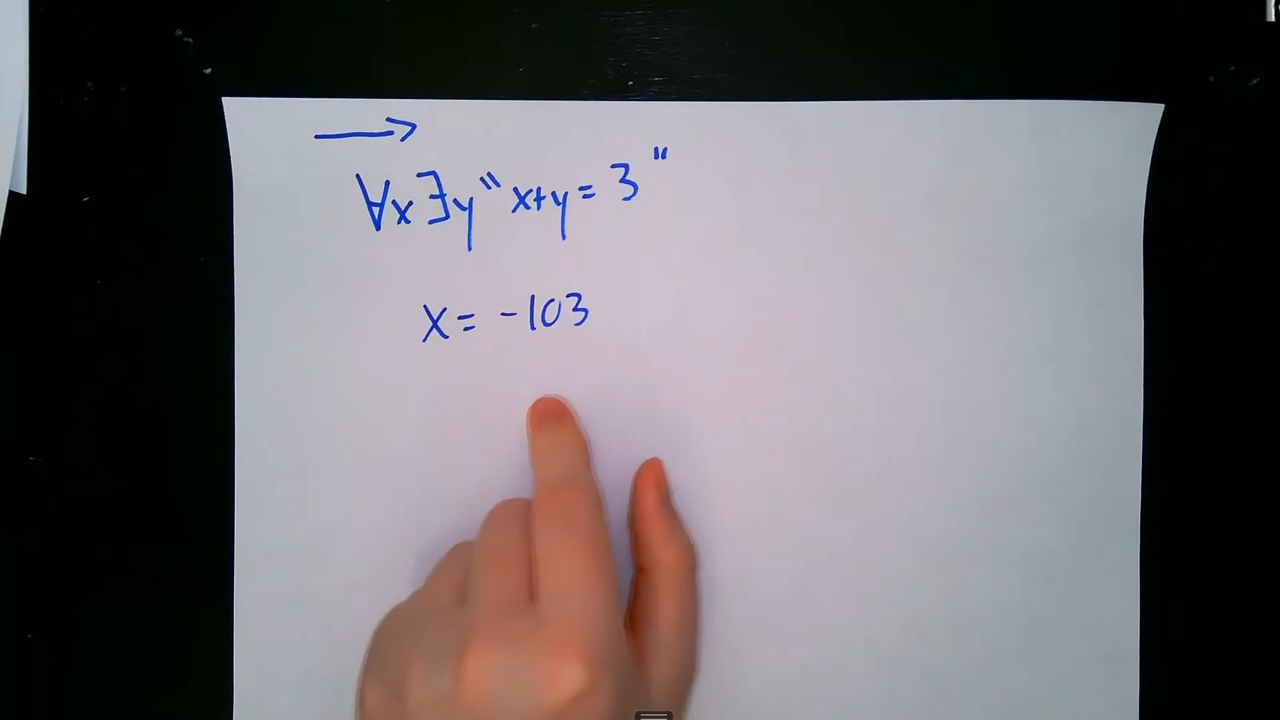 ∀x ∃y "x+y = 3"
x = -103